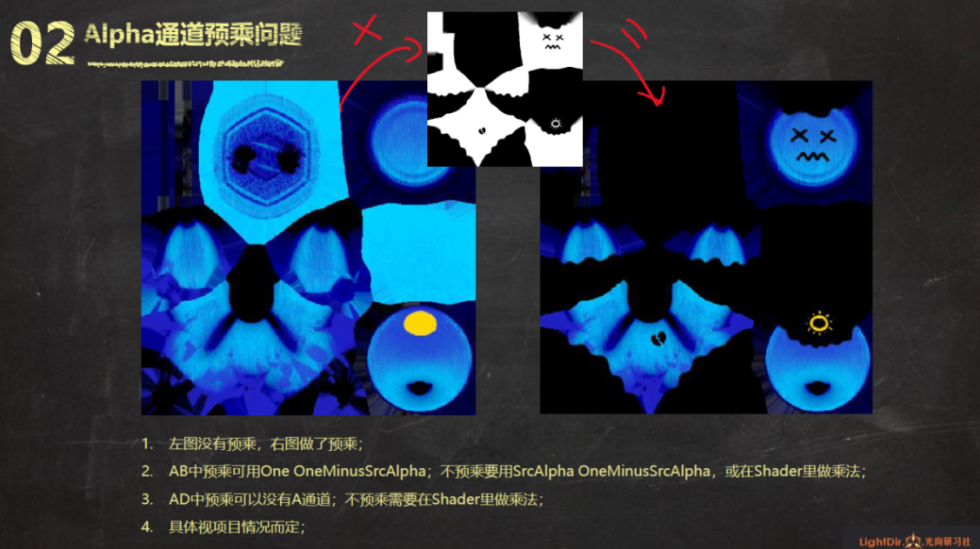 02 Alpha通道预乘问题
1. 左图没有预乘，右图做了预乘；
2. AB中预乘可用One OneMinusSrcAlpha；不预乘要用SrcAlpha OneMinusSrcAlpha，或在Shader里做乘法；
3. AD中预乘可以没有A通道；不预乘需要在Shader里做乘法；
4. 具体视项目情况而定；
LightDir. 光向研习社